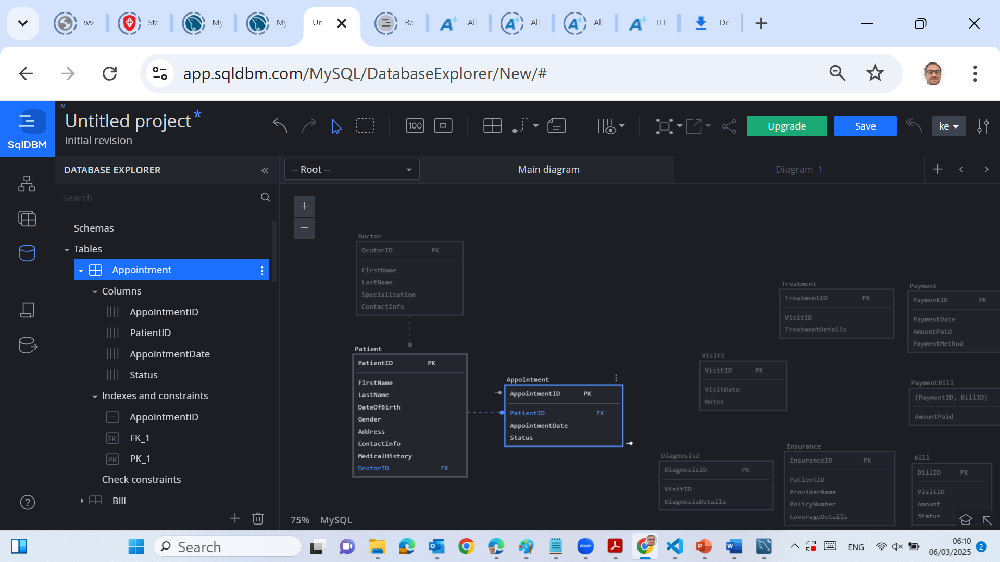 ww
Sta
My
My
Un
Re
All
All
All
ITE
Do
app.sqldbm.com/MySQL/DatabaseExplorer/New/#
TM
Untitled project*
Initial revision
SqlDBM
100
Upgrade
Save
ke
DATABASE EXPLORER
-- Root --
Main diagram
Diagram_1
Search
Schemas
Tables
Appointment
Columns
AppointmentID
PatientID
AppointmentDate
Status
Indexes and constraints
AppointmentID
FK FK_1
PK PK_1
Check constraints
Bill
Doctor
DcotorID PK
FirstName
LastName
Specialization
ContactInfo
Patient
PatientID PK
FirstName
LastName
DateOfBirth
Gender
Address
ContactInfo
MedicalHistory
DcotorID FK
Appointment
AppointmentID PK
PatientID FK
AppointmentDate
Status
Treatment
TreatmentID PK
VisitID
TreatmentDetails
Payment
PaymentID PK
PaymentDate
AmountPaid
PaymentMethod
Visit2
VisitID PK
VisitDate
Notes
PaymentBill
(PaymentID, BillID)
AmountPaid
Diagnosis2
DiagnosisID PK
VisitID
DiagnosisDetails
Insurance
InsuranceID PK
PatientID
ProviderName
PolicyNumber
CoverageDetails
Bill
BillID PK
VisitID
Amount
Status
75% MySQL
Search
zoom
ENG
06:10
06/03/2025
2